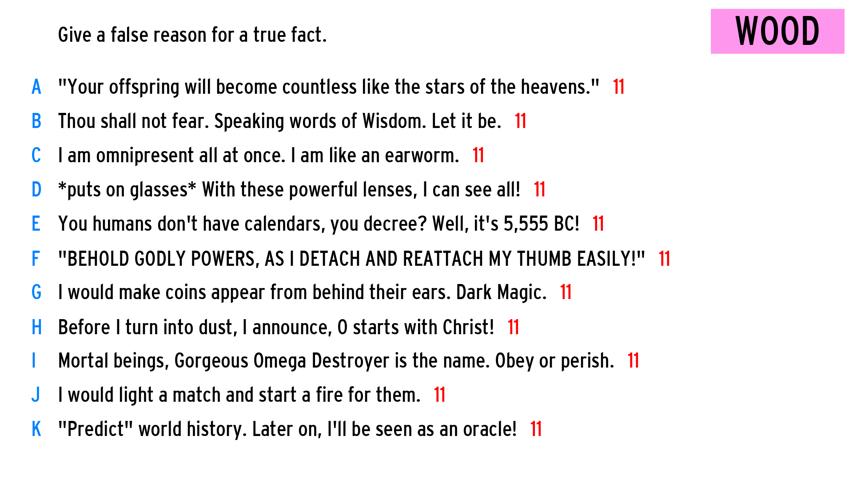 Give a false reason for a true fact.
WOOD
A "Your offspring will become countless like the stars of the heavens." 11
B Thou shall not fear. Speaking words of Wisdom. Let it be. 11
C I am omnipresent all at once. I am like an earworm. 11
D *puts on glasses* With these powerful lenses, I can see all! 11
E You humans don't have calendars, you decree? Well, it's 5,555 BC! 11
F "BEHOLD GODLY POWERS, AS I DETACH AND REATTACH MY THUMB EASILY!" 11
G I would make coins appear from behind their ears. Dark Magic. 11
H Before I turn into dust, I announce, 0 starts with Christ! 11
I Mortal beings, Gorgeous Omega Destroyer is the name. Obey or perish. 11
J I would light a match and start a fire for them. 11
K "Predict" world history. Later on, I'll be seen as an oracle! 11